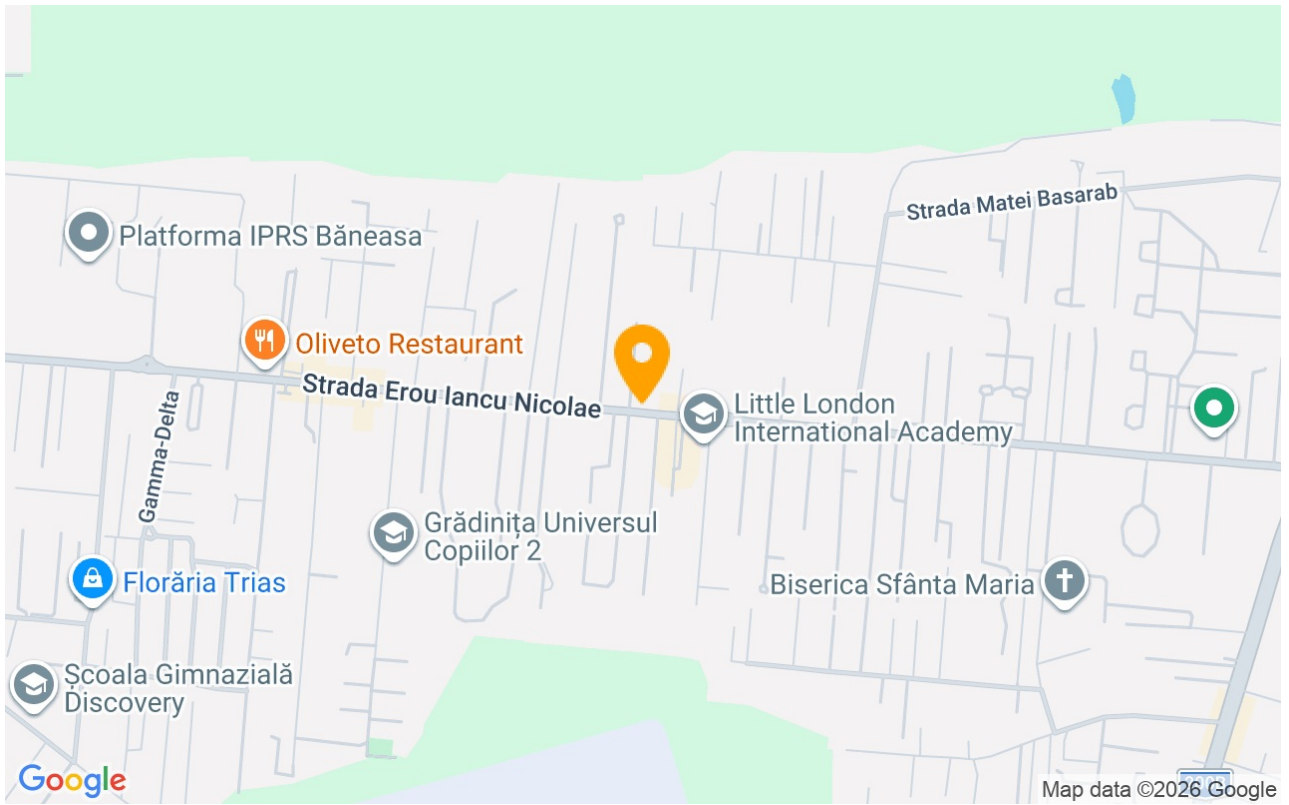 Strada Matei Basarab
Platforma IPRS Băneasa
Oliveto Restaurant
Strada Erou Iancu Nicolae
Little London
International Academy
Gamma-Delta
Grădinița Universul
Copiilor 2
Florăria Trias
Biserica Sfânta Maria
Școala Gimnazială
Discovery
Google
Map data ©2026 Google